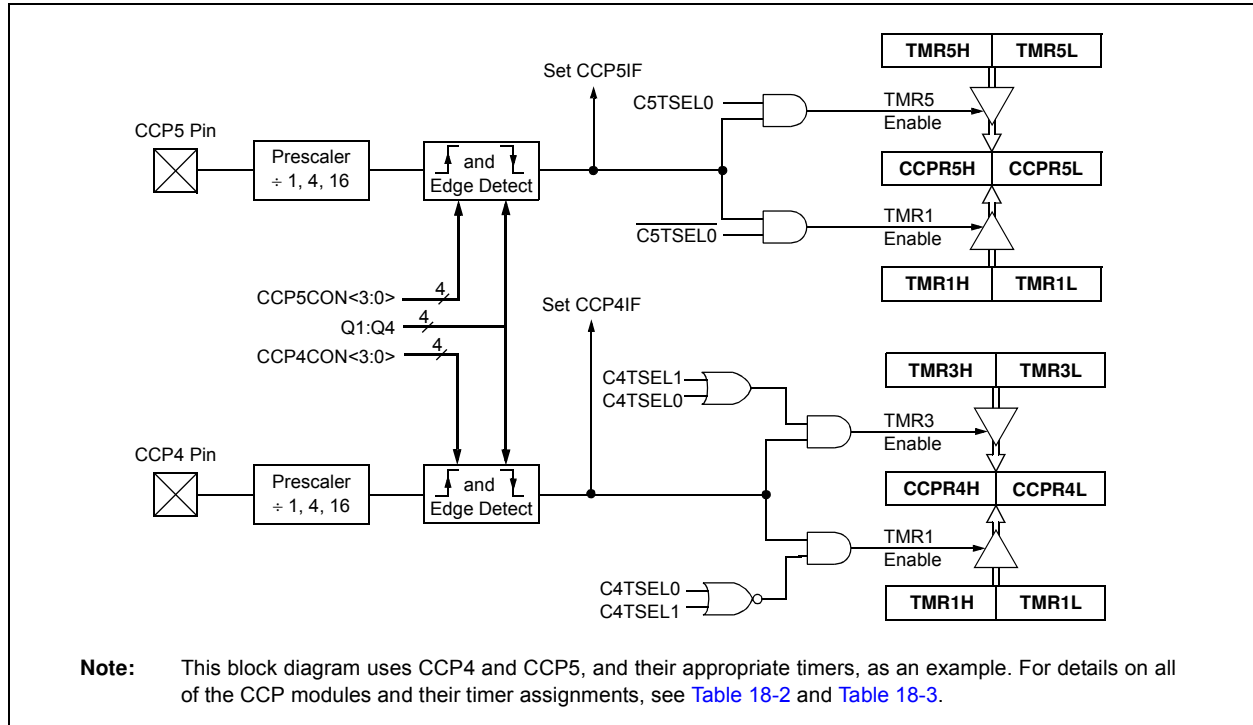 TMR5H TMR5L
Set CCP5IF
C5TSEL0
TMR5
Enable
CCP5 Pin
Prescaler
÷ 1, 4, 16
and
Edge Detect
CCPR5H CCPR5L
C5TSEL0
TMR1
Enable
TMR1H TMR1L
CCP5CON<3:0>
4
Q1:Q4
4
CCP4CON<3:0>
4
Set CCP4IF
TMR3H TMR3L
C4TSEL1
C4TSEL0
TMR3
Enable
CCP4 Pin
Prescaler
÷ 1, 4, 16
and
Edge Detect
CCPR4H CCPR4L
TMR1
Enable
C4TSEL0
C4TSEL1
TMR1H TMR1L
Note: This block diagram uses CCP4 and CCP5, and their appropriate timers, as an example. For details on all
of the CCP modules and their timer assignments, see Table 18-2 and Table 18-3.